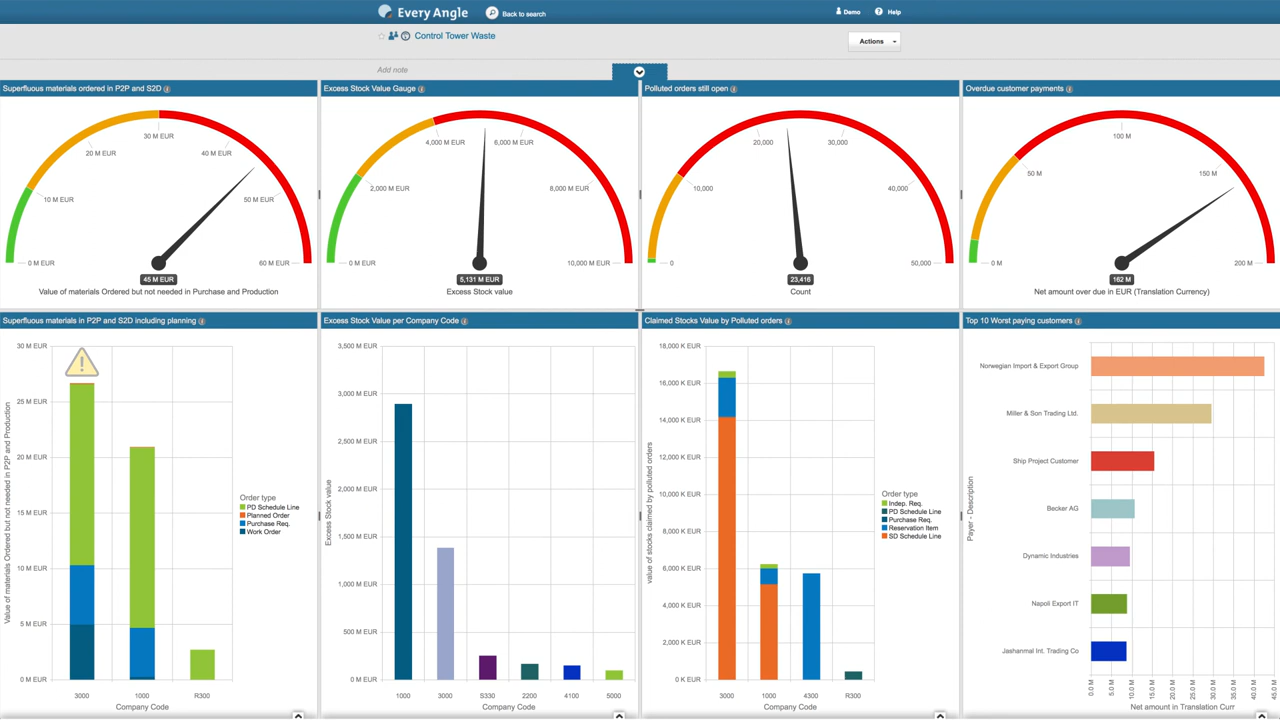 Every Angle
Back to search
Demo
Help
Control Tower Waste
Actions
Add note
Superfluous materials ordered in P2P and S2D
0 M EUR
10 M EUR
20 M EUR
30 M EUR
40 M EUR
50 M EUR
60 M EUR
45 M EUR
Value of materials Ordered but not needed in Purchase and Production
Excess Stock Value Gauge
0 M EUR
2,000 M EUR
4,000 M EUR
6,000 M EUR
8,000 M EUR
10,000 M EUR
5,131 M EUR
Excess Stock value
Polluted orders still open
0
10,000
20,000
30,000
40,000
50,000
23,416
Count
Overdue customer payments
0 M
50 M
100 M
150 M
200 M
162 M
Net amount over due in EUR (Translation Currency)
Superfluous materials in P2P and S2D including planning
Value of materials Ordered but not needed in P2P and Production
30 M EUR
25 M EUR
20 M EUR
15 M EUR
10 M EUR
5 M EUR
0 M EUR
3000
1000
R300
Company Code
Order type
PD Schedule Line
Planned Order
Purchase Req.
Work Order
Excess Stock Value per Company Code
Excess Stock value
3,500 M EUR
3,000 M EUR
2,500 M EUR
2,000 M EUR
1,500 M EUR
1,000 M EUR
500 M EUR
0 M EUR
1000
3000
S330
2200
4100
5000
Company Code
Claimed Stocks Value by Polluted orders
value of stocks claimed by polluted orders
18,000 K EUR
16,000 K EUR
14,000 K EUR
12,000 K EUR
10,000 K EUR
8,000 K EUR
6,000 K EUR
4,000 K EUR
2,000 K EUR
0 K EUR
3000
1000
4300
R300
Company Code
Order type
Indep. Req.
PD Schedule Line
Purchase Req.
Reservation Item
SD Schedule Line
Top 10 Worst paying customers
Payer - Description
Norwegian Import & Export Group
Miller & Son Trading Ltd.
Ship Project Customer
Becker AG
Dynamic Industries
Napoli Export IT
Jashanmal Int. Trading Co
0.0 M
5.0 M
10.0 M
15.0 M
20.0 M
25.0 M
30.0 M
35.0 M
40.0 M
45.0 M
Net amount in Translation Curr